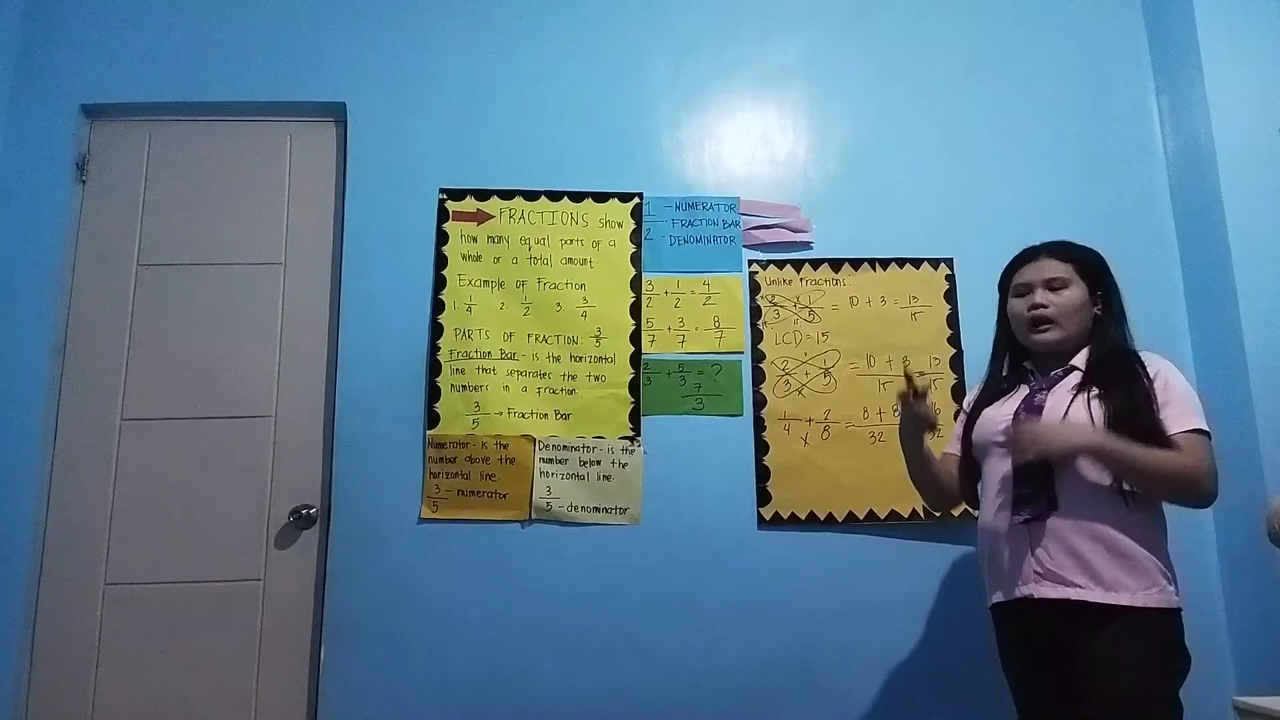 FRACTIONS show
how many equal parts of a
whole or a total amount.
Example of Fraction
1. 1/4 2. 1/2 3. 3/4
PARTS OF FRACTION: 3/5
Fraction Bar - is the horizontal
line that separates the two
numbers in a fraction.
3/5 → Fraction Bar
Numerator - is the
number above the
horizontal line.
3/5 - numerator
Denominator - is the
number below the
horizontal line.
3/5 - denominator
1 - NUMERATOR
- FRACTION BAR
2 - DENOMINATOR
3/2 + 1/2 = 4/2
5/7 + 3/7 = 8/7
2/3 + 5/3 = ?
7/3
Unlike Fractions:
2/3 + 1/5 = 10 + 3 = 13/15
LCD = 15
= 10 + 3/15 = 13/15
1/4 + 2/8 = 8 + 8/32